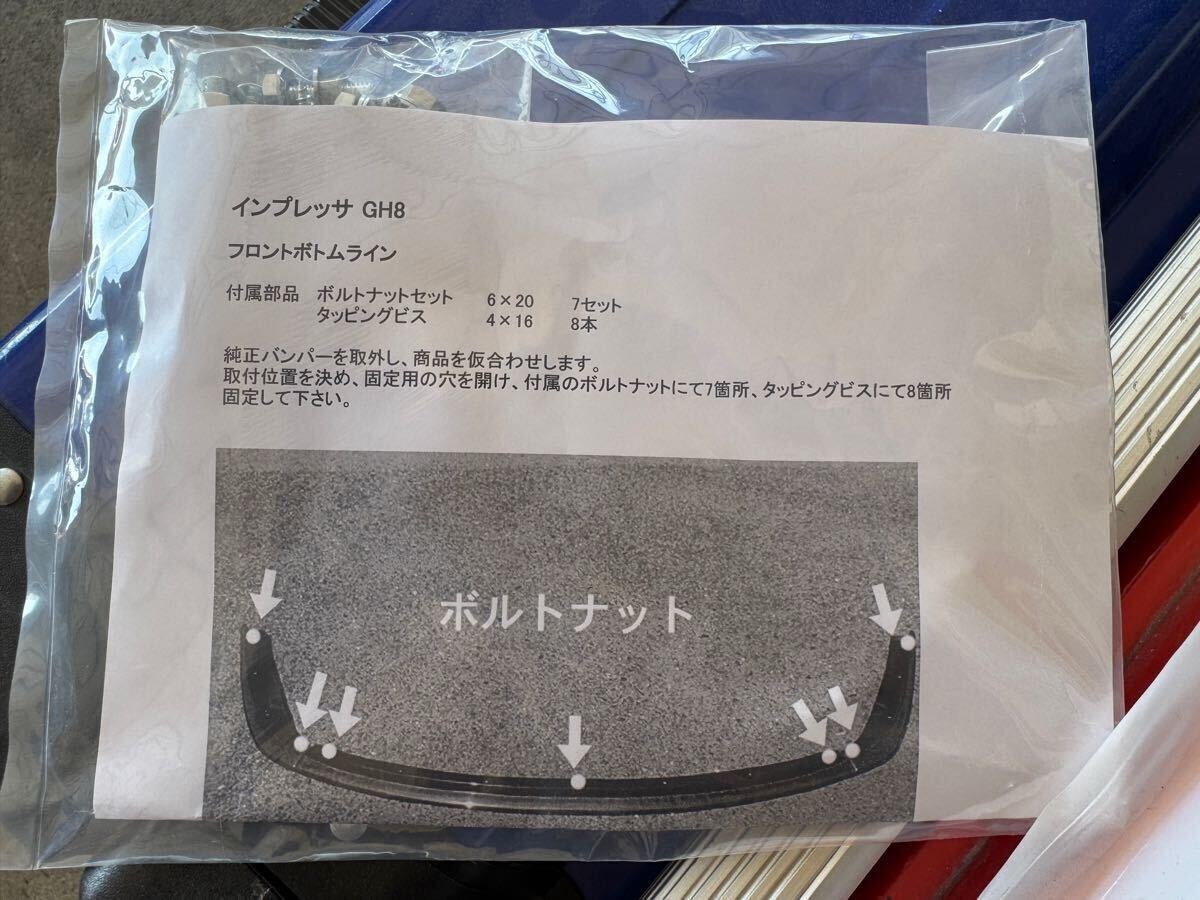 インプレッサ GH8
フロントボトムライン
付属部品 ボルトナットセット 6×20 7セット
タッピングビス 4×16 8本
純正バンパーを取外し、商品を仮合わせします。
取付位置を決め、固定用の穴を開け、付属のボルトナットにて7箇所、タッピングビスにて8箇所
固定して下さい。
ボルトナット